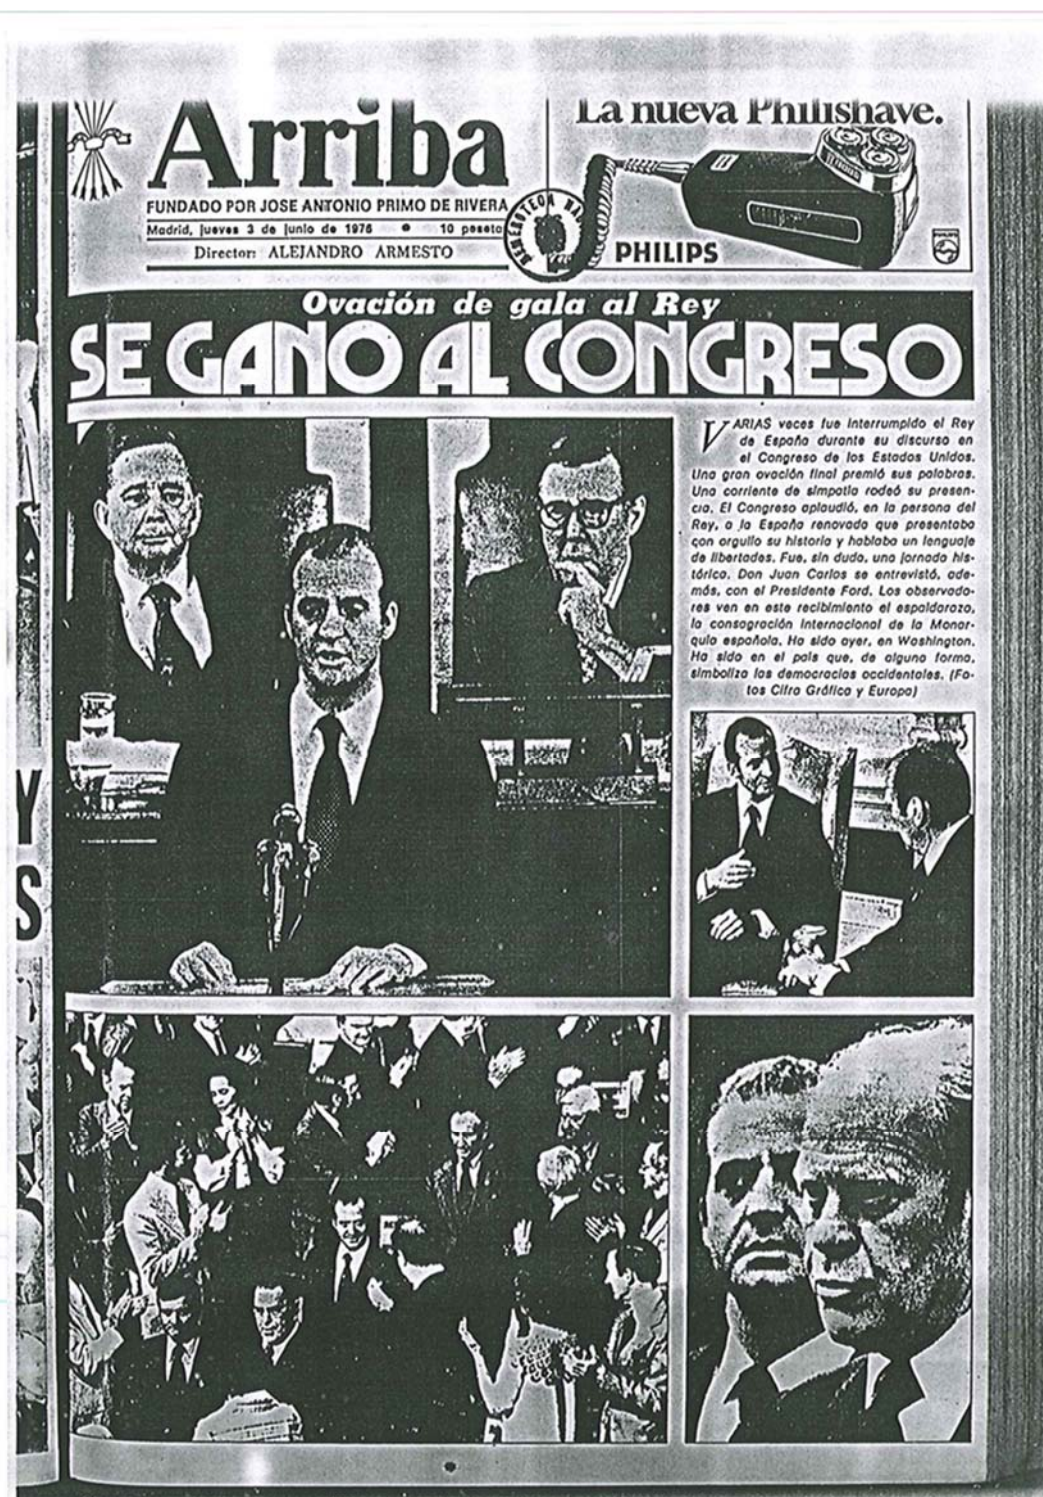 Arriba
FUNDADO POR JOSE ANTONIO PRIMO DE RIVERA
Madrid, jueves 3 de junio de 1976 • 10 pesetas
Director: ALEJANDRO ARMESTO
La nueva Philishave.
PHILIPS
HEMEROTECA
Ovación de gala al Rey
SE GANO AL CONGRESO
VARIAS veces fue interrumpido el Rey
de España durante su discurso en
el Congreso de los Estados Unidos.
Una gran ovación final premió sus palabras.
Una corriente de simpatía rodeó su presen-
cia. El Congreso aplaudió, en la persona del
Rey, a la España renovada que presentaba
con orgullo su historia y hablaba un lenguaje
de libertades. Fue, sin duda, una jornada his-
tórica. Don Juan Carlos se entrevistó, ade-
más, con el Presidente Ford. Los observado-
res ven en este recibimiento el espaldarazo,
la consagración internacional de la Monar-
quía española. Ha sido ayer, en Washington.
Ha sido en el país que, de alguna forma,
simboliza las democracias occidentales. (Fo-
tos Cifra Gráfica y Europa)
Y
S